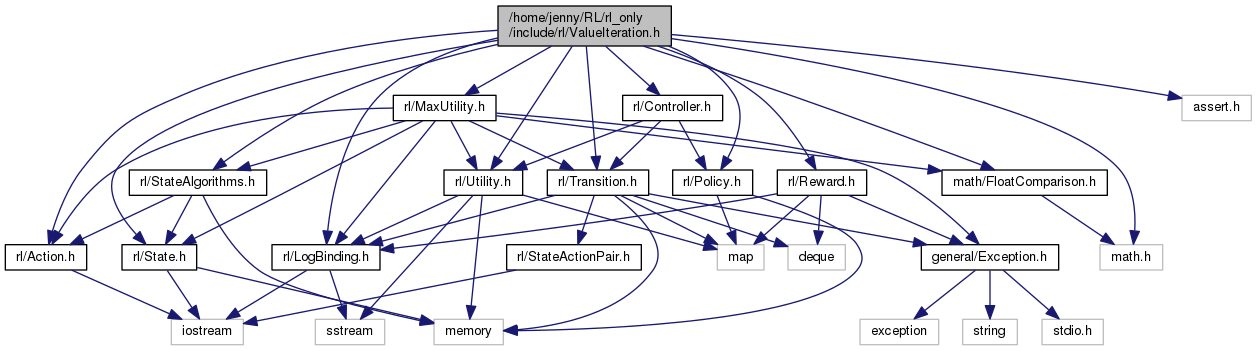 /home/jenny/RL/rl_only
/include/rl/ValueIteration.h
rl/MaxUtility.h
rl/Controller.h
assert.h
rl/StateAlgorithms.h
rl/Utility.h
rl/Transition.h
rl/Policy.h
rl/Reward.h
math/FloatComparison.h
rl/Action.h
rl/State.h
rl/LogBinding.h
rl/StateActionPair.h
map
deque
general/Exception.h
math.h
iostream
sstream
memory
exception
string
stdio.h